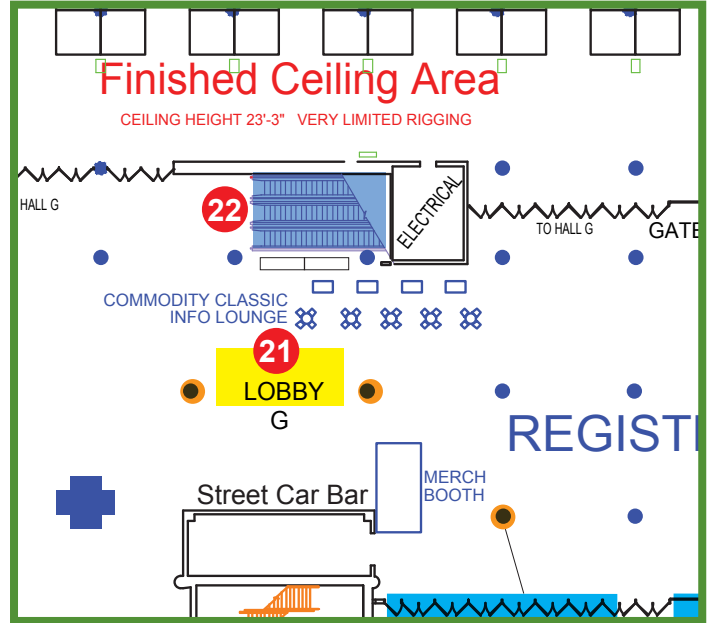 Finished Ceiling Area
CEILING HEIGHT 23'-3" VERY LIMITED RIGGING
HALL G
22
ELECTRICAL
TO HALL G
GATE
COMMODITY CLASSIC
INFO LOUNGE
21
LOBBY
G
REGIST
MERCH
BOOTH
Street Car Bar